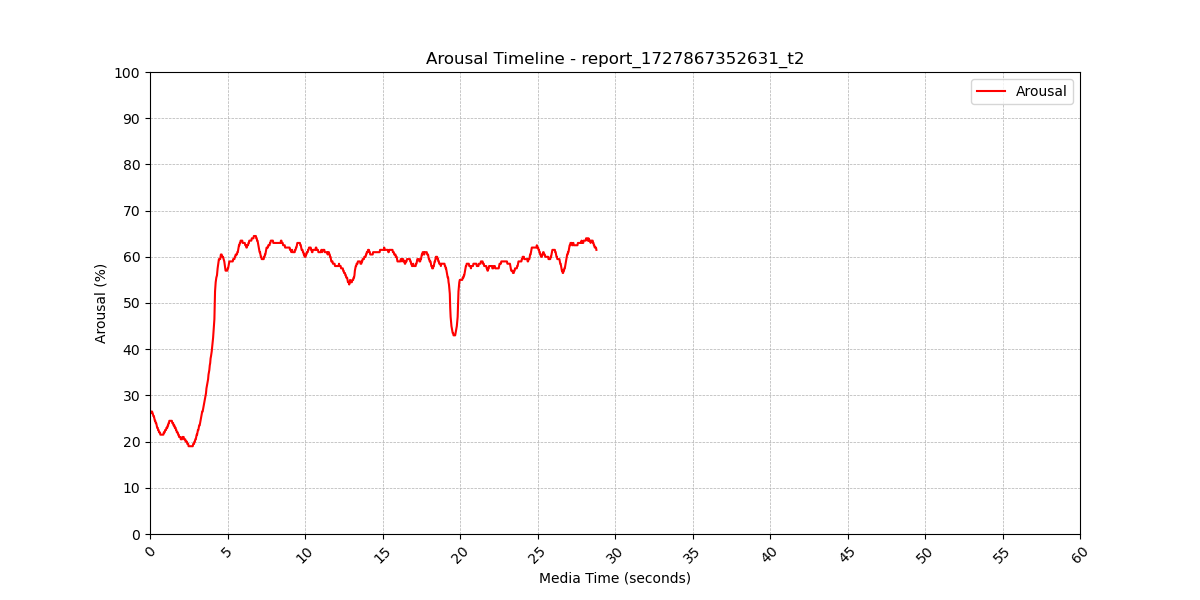 Arousal Timeline - report_1727867352631_t2
Arousal
100
90
80
70
60
50
40
30
20
10
0
Arousal (%)
0 5 10 15 20 25 30 35 40 45 50 55 60
Media Time (seconds)